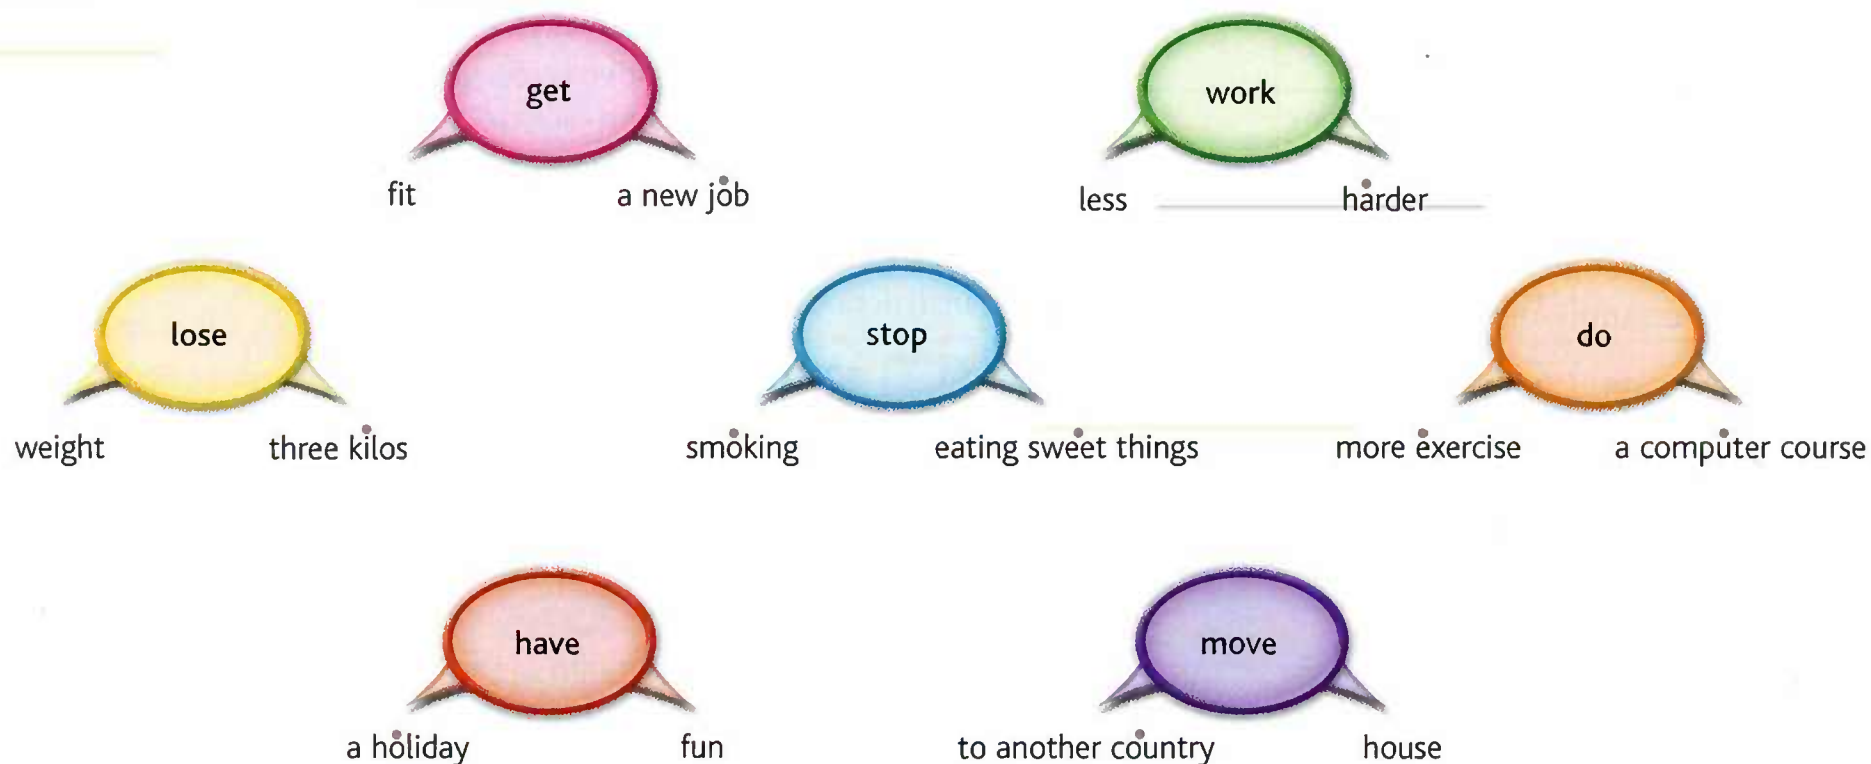 get
work
fit
a new job
less
harder
lose
stop
do
weight
three kilos
smoking
eating sweet things
more exercise
a computer course
have
move
a holiday
fun
to another country
house